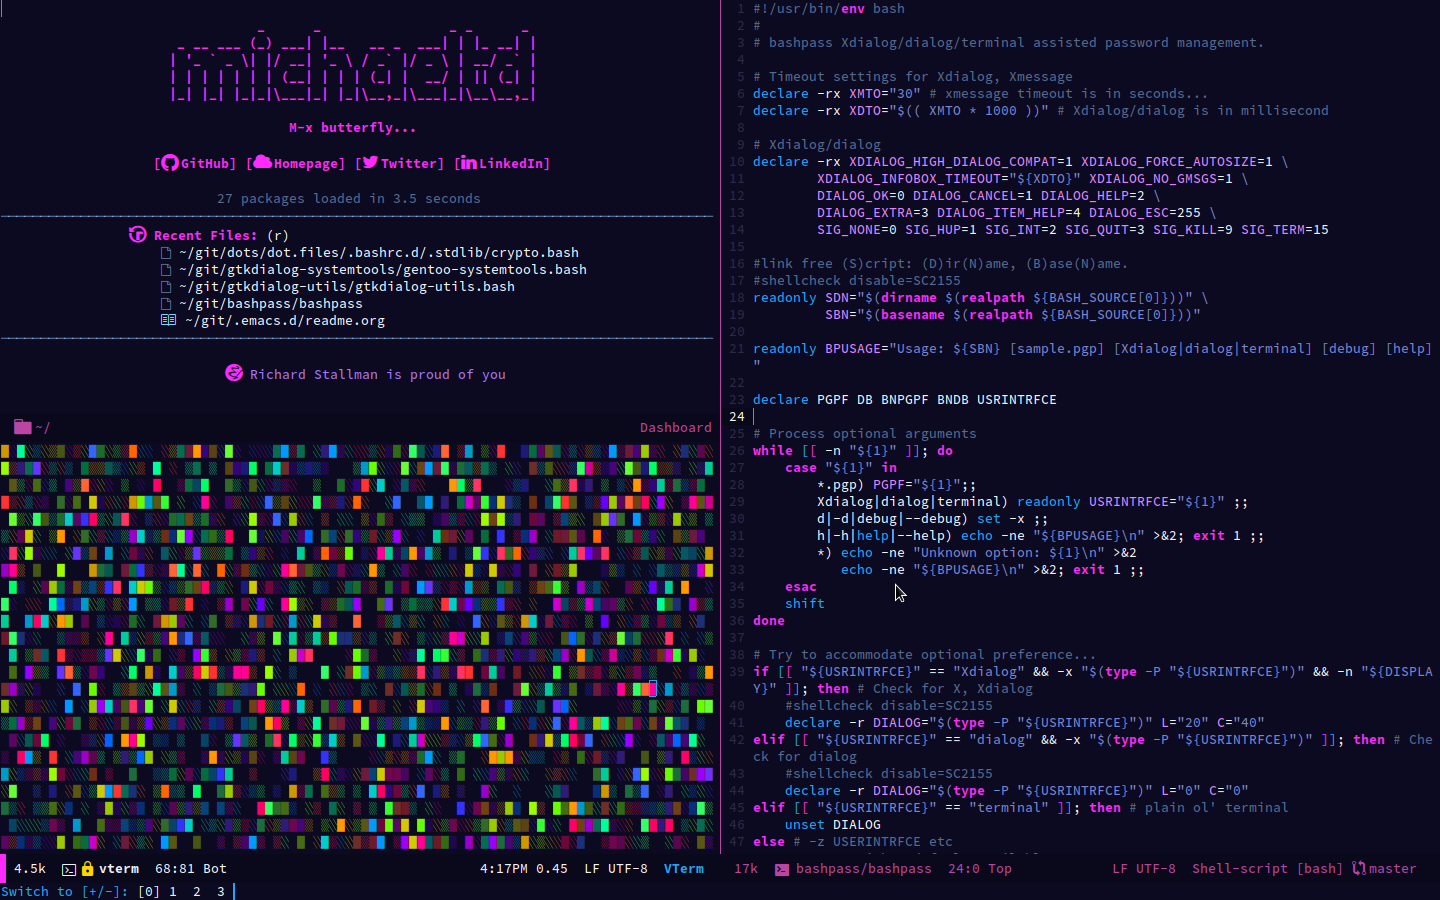 michaeltd
M-x butterfly...
[GitHub] [Homepage] [Twitter] [LinkedIn]
27 packages loaded in 3.5 seconds
Recent Files: (r)
~/git/dots/dot.files/.bashrc.d/.stdlib/crypto.bash
~/git/gtkdialog-systemtools/gentoo-systemtools.bash
~/git/gtkdialog-utils/gtkdialog-utils.bash
~/git/bashpass/bashpass
~/git/.emacs.d/readme.org
Richard Stallman is proud of you
~/ Dashboard
4.5k vterm 68:81 Bot 4:17PM 0.45 LF UTF-8 VTerm
1 #!/usr/bin/env bash
2 #
3 # bashpass Xdialog/dialog/terminal assisted password management.
4
5 # Timeout settings for Xdialog, Xmessage
6 declare -rx XMTO="30" # xmessage timeout is in seconds...
7 declare -rx XDTO="$(( XMTO * 1000 ))" # Xdialog/dialog is in millisecond
8
9 # Xdialog/dialog
10 declare -rx XDIALOG_HIGH_DIALOG_COMPAT=1 XDIALOG_FORCE_AUTOSIZE=1 \
11 XDIALOG_INFOBOX_TIMEOUT="${XDTO}" XDIALOG_NO_GMSGS=1 \
12 DIALOG_OK=0 DIALOG_CANCEL=1 DIALOG_HELP=2 \
13 DIALOG_EXTRA=3 DIALOG_ITEM_HELP=4 DIALOG_ESC=255 \
14 SIG_NONE=0 SIG_HUP=1 SIG_INT=2 SIG_QUIT=3 SIG_KILL=9 SIG_TERM=15
15
16 #link free (S)cript: (D)ir(N)ame, (B)ase(N)ame.
17 #shellcheck disable=SC2155
18 readonly SDN="$(dirname $(realpath ${BASH_SOURCE[0]}))" \
19 SBN="$(basename $(realpath ${BASH_SOURCE[0]}))"
20
21 readonly BPUSAGE="Usage: ${SBN} [sample.pgp] [Xdialog|dialog|terminal] [debug] [help]
"
22
23 declare PGPF DB BNPGPF BNDB USRINTRFCE
24
25 # Process optional arguments
26 while [[ -n "${1}" ]]; do
27 case "${1}" in
28 *.pgp) PGPF="${1}";;
29 Xdialog|dialog|terminal) readonly USRINTRFCE="${1}" ;;
30 d|-d|debug|--debug) set -x ;;
31 h|-h|help|--help) echo -ne "${BPUSAGE}\n" >&2; exit 1 ;;
32 *) echo -ne "Unknown option: ${1}\n" >&2
33 echo -ne "${BPUSAGE}\n" >&2; exit 1 ;;
34 esac
35 shift
36 done
37
38 # Try to accommodate optional preference...
39 if [[ "${USRINTRFCE}" == "Xdialog" && -x "$(type -P "${USRINTRFCE}")" && -n "${DISPLA
Y}" ]]; then # Check for X, Xdialog
40 #shellcheck disable=SC2155
41 declare -r DIALOG="$(type -P "${USRINTRFCE}")" L="20" C="40"
42 elif [[ "${USRINTRFCE}" == "dialog" && -x "$(type -P "${USRINTRFCE}")" ]]; then # Che
ck for dialog
43 #shellcheck disable=SC2155
44 declare -r DIALOG="$(type -P "${USRINTRFCE}")" L="0" C="0"
45 elif [[ "${USRINTRFCE}" == "terminal" ]]; then # plain ol' terminal
46 unset DIALOG
47 else # -z USERINTRFCE etc
17k bashpass/bashpass 24:0 Top LF UTF-8 Shell-script [bash] master
Switch to [+/-]: [0] 1 2 3